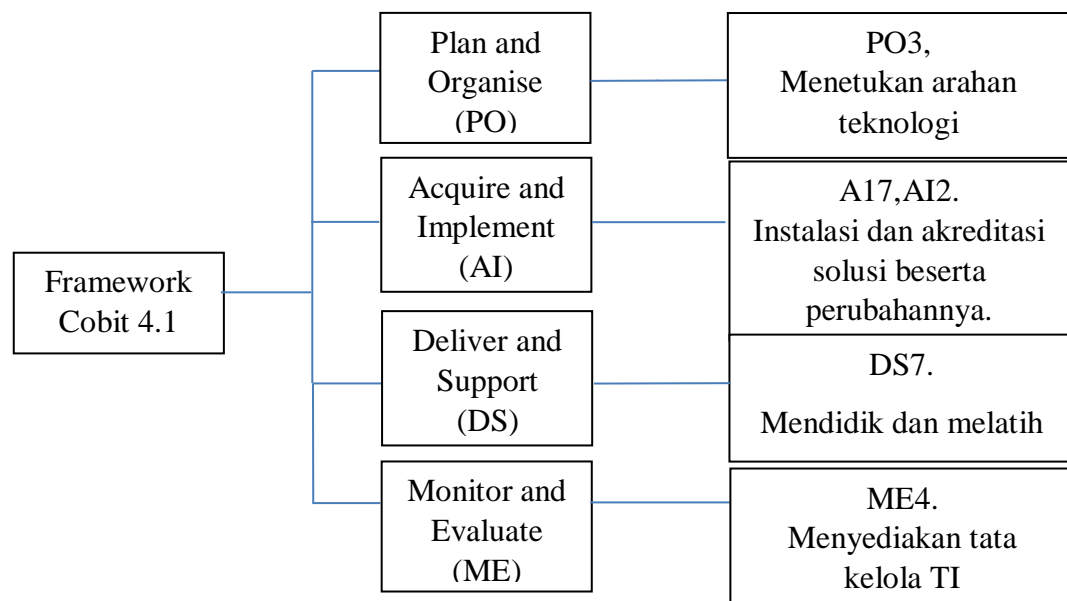 Framework
Cobit 4.1
Plan and
Organise
(PO)
PO3,
Menetukan arahan
teknologi
Acquire and
Implement
(AI)
A17,AI2.
Instalasi dan akreditasi
solusi beserta
perubahannya.
Deliver and
Support
(DS)
DS7.
Mendidik dan melatih
Monitor and
Evaluate
(ME)
ME4.
Menyediakan tata
kelola TI